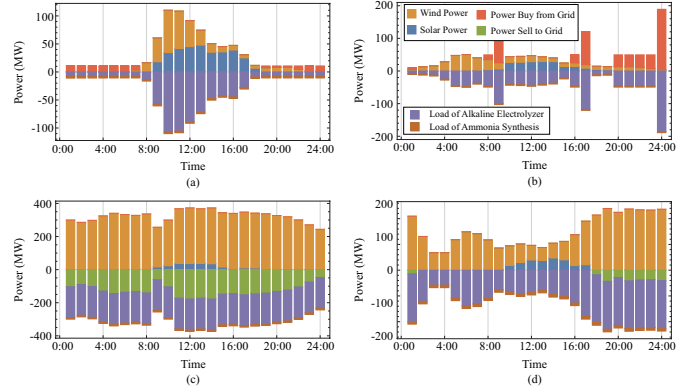 100
50
0
50
100
Power (MW)
0:00 4:00 8:00 12:00 16:00 20:00 24:00
Time
(a)
200
100
0
100
200
Power (MW)
Wind Power
Power Buy from Grid
Solar Power
Power Sell to Grid
Load of Alkaline Electrolyzer
Load of Ammonia Synthesis
0:00 4:00 8:00 12:00 16:00 20:00 24:00
Time
(b)
400
200
0
-200
-400
Power (MW)
0:00 4:00 8:00 12:00 16:00 20:00 24:00
Time
(c)
200
100
0
100
200
Power (MW)
0:00 4:00 8:00 12:00 16:00 20:00 24:00
Time
(d)